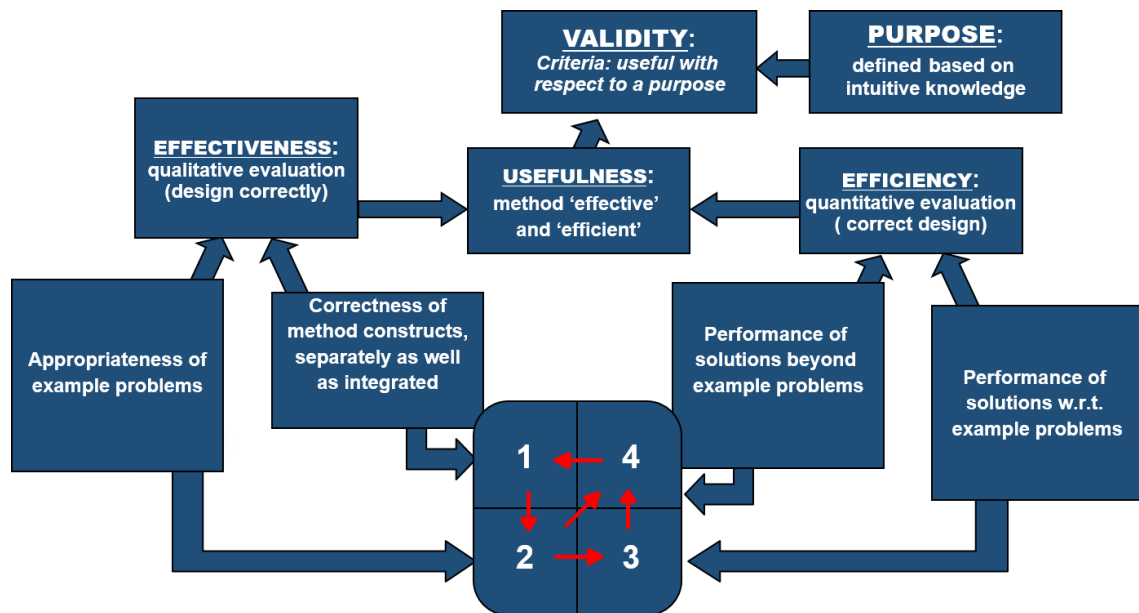 VALIDITY:
Criteria: useful with
respect to a purpose
PURPOSE:
defined based on
intuitive knowledge
EFFECTIVENESS:
qualitative evaluation
(design correctly)
USEFULNESS:
method ‘effective’
and ‘efficient’
EFFICIENCY:
quantitative evaluation
( correct design)
Appropriateness of
example problems
Correctness of
method constructs,
separately as well
as integrated
Performance of
solutions beyond
example problems
Performance of
solutions w.r.t.
example problems
1 4
2 3